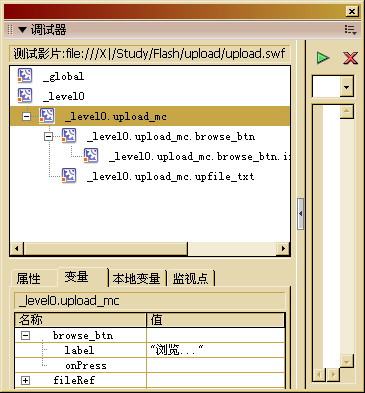 调试器
测试影片:file:///X|/Study/Flash/upload/upload.swf
_global
_level0
_level0.upload_mc
_level0.upload_mc.browse_btn
_level0.upload_mc.browse_btn.i
_level0.upload_mc.upfile_txt
属性 变量 本地变量 监视点
_level0.upload_mc
名称 值
browse_btn
label "浏览..."
onPress
fileRef